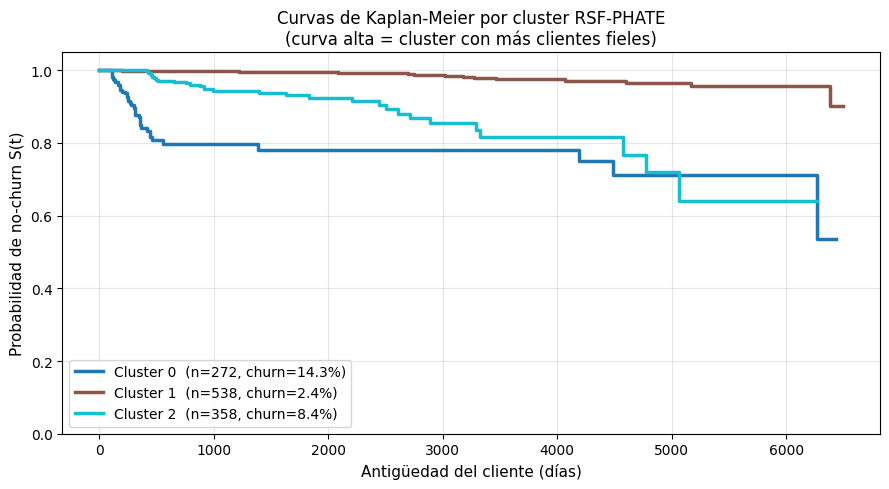 Curvas de Kaplan-Meier por cluster RSF-PHATE
(curva alta = cluster con más clientes fieles)
Probabilidad de no-churn S(t)
1.0
0.8
0.6
0.4
0.2
0.0
Cluster 0 (n=272, churn=14.3%)
Cluster 1 (n=538, churn=2.4%)
Cluster 2 (n=358, churn=8.4%)
0 1000 2000 3000 4000 5000 6000
Antigüedad del cliente (días)